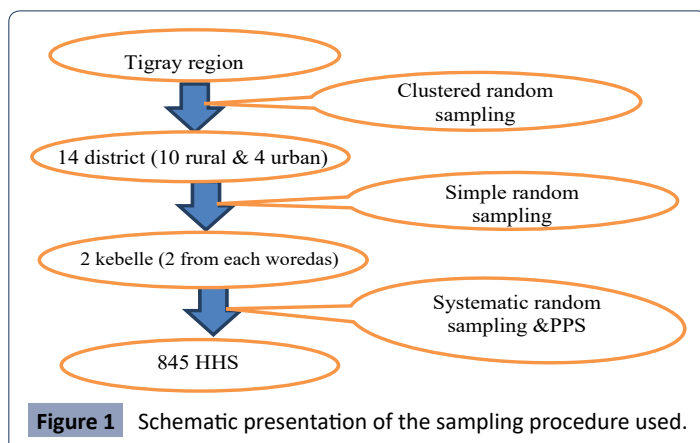 Tigray region
Clustered random
sampling
14 district (10 rural & 4 urban)
Simple random
sampling
2 kebelle (2 from each woredas)
Systematic random
sampling &PPS
845 HHS
Figure 1 Schematic presentation of the sampling procedure used.